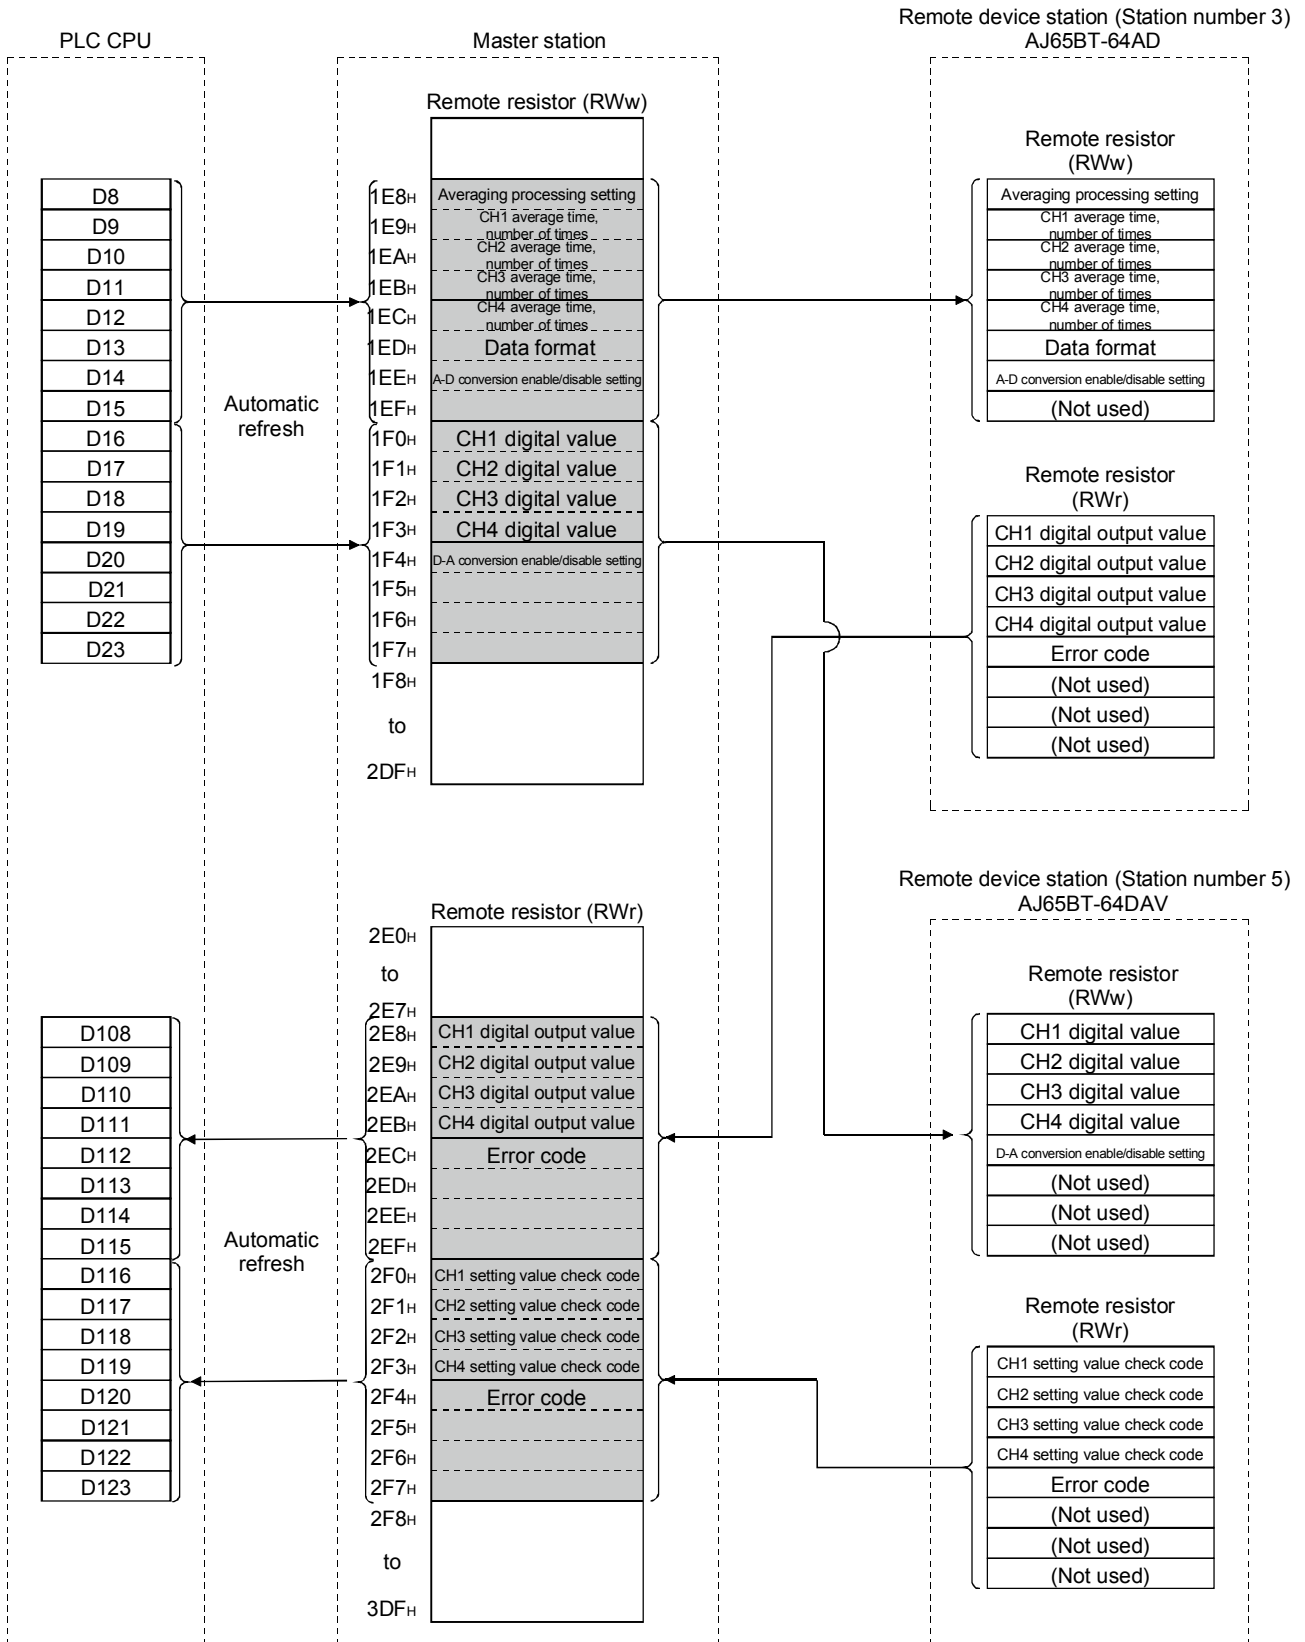 Remote device station (Station number 3)
PLC CPU
Master station
AJ65BT-64AD
Remote resistor (RWw)
Remote resistor
(RWw)
D8
D9
D10
D11
D12
D13
D14
D15
D16
D17
D18
D19
D20
D21
D22
D23
Automatic
refresh
1E8H
1E9H
1EAH
1EBH
1ECH
1EDH
1EEH
1EFH
1F0H
1F1H
1F2H
1F3H
1F4H
1F5H
1F6H
1F7H
1F8H
to
2DFH
Averaging processing setting
CH1 average time,
number of times
CH2 average time,
number of times
CH3 average time,
number of times
CH4 average time,
number of times
Data format
A-D conversion enable/disable setting
CH1 digital value
CH2 digital value
CH3 digital value
CH4 digital value
D-A conversion enable/disable setting
Averaging processing setting
CH1 average time,
number of times
CH2 average time,
number of times
CH3 average time,
number of times
CH4 average time,
number of times
Data format
A-D conversion enable/disable setting
(Not used)
Remote resistor
(RWr)
CH1 digital output value
CH2 digital output value
CH3 digital output value
CH4 digital output value
Error code
(Not used)
(Not used)
(Not used)
Remote device station (Station number 5)
AJ65BT-64DAV
Remote resistor (RWr)
D108
D109
D110
D111
D112
D113
D114
D115
D116
D117
D118
D119
D120
D121
D122
D123
Automatic
refresh
2E0H
to
2E7H
2E8H
2E9H
2EAH
2EBH
2ECH
2EDH
2EEH
2EFH
2F0H
2F1H
2F2H
2F3H
2F4H
2F5H
2F6H
2F7H
2F8H
to
3DFH
CH1 digital output value
CH2 digital output value
CH3 digital output value
CH4 digital output value
Error code
CH1 setting value check code
CH2 setting value check code
CH3 setting value check code
CH4 setting value check code
Error code
Remote resistor
(RWw)
CH1 digital value
CH2 digital value
CH3 digital value
CH4 digital value
D-A conversion enable/disable setting
(Not used)
(Not used)
(Not used)
Remote resistor
(RWr)
CH1 setting value check code
CH2 setting value check code
CH3 setting value check code
CH4 setting value check code
Error code
(Not used)
(Not used)
(Not used)